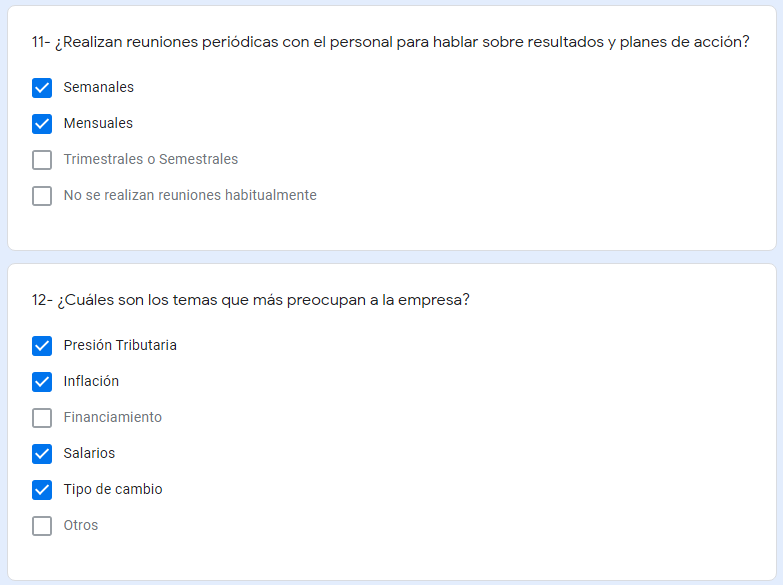 11- ¿Realizan reuniones periódicas con el personal para hablar sobre resultados y planes de acción?
Semanales
Mensuales
Trimestrales o Semestrales
No se realizan reuniones habitualmente
12- ¿Cuáles son los temas que más preocupan a la empresa?
Presión Tributaria
Inflación
Financiamiento
Salarios
Tipo de cambio
Otros